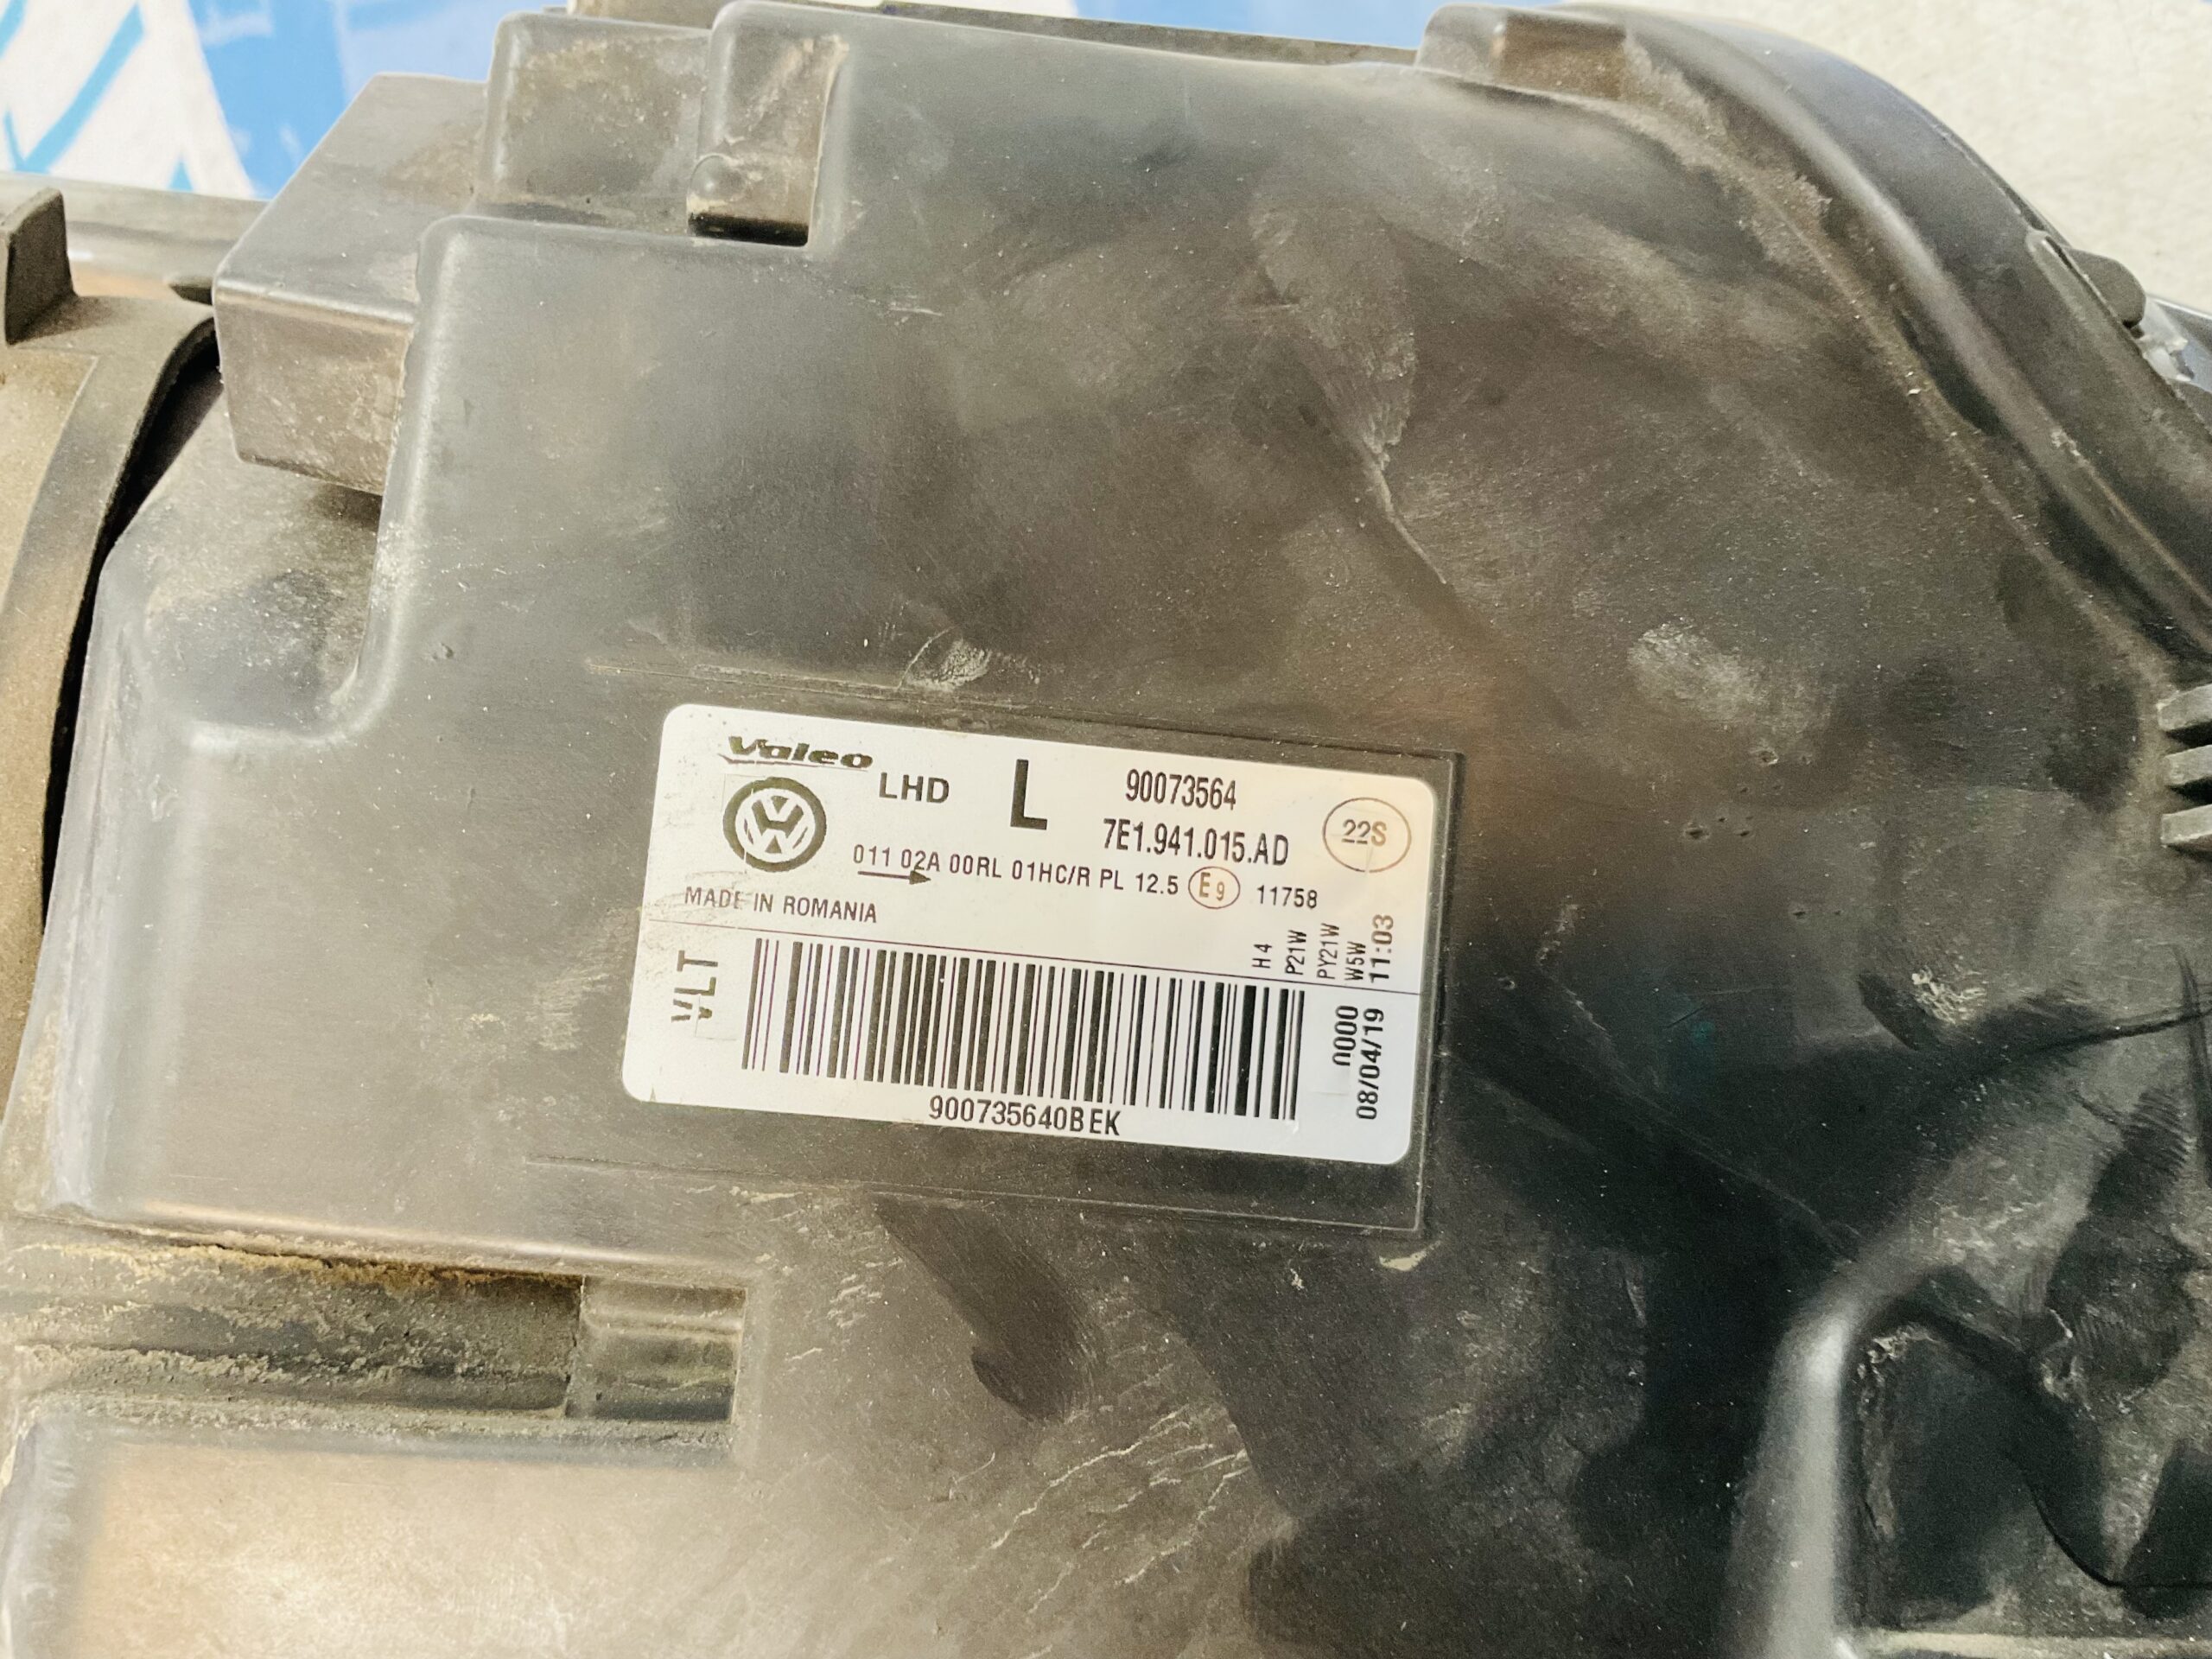 Valeo
LHD L 90073564
7E1.941.015.AD 22S
011 02A 00RL 01HC/R PL 12.5 E9 11758
MADE IN ROMANIA
H4
P21W
PY21W
W5W
11:03
VLT
0000
08/04/19
900735640BEK